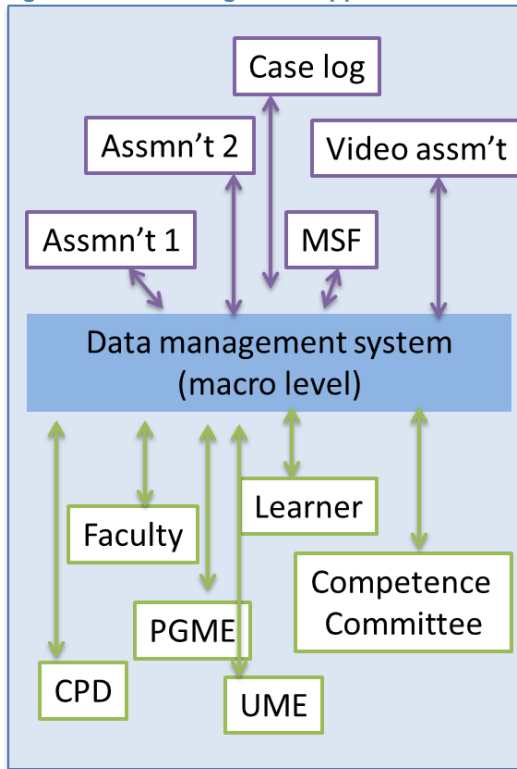 Case log
Assmn't 2
Video assm't
Assmn't 1
MSF
Data management system
(macro level)
Learner
Faculty
Competence
Committee
PGME
CPD
UME